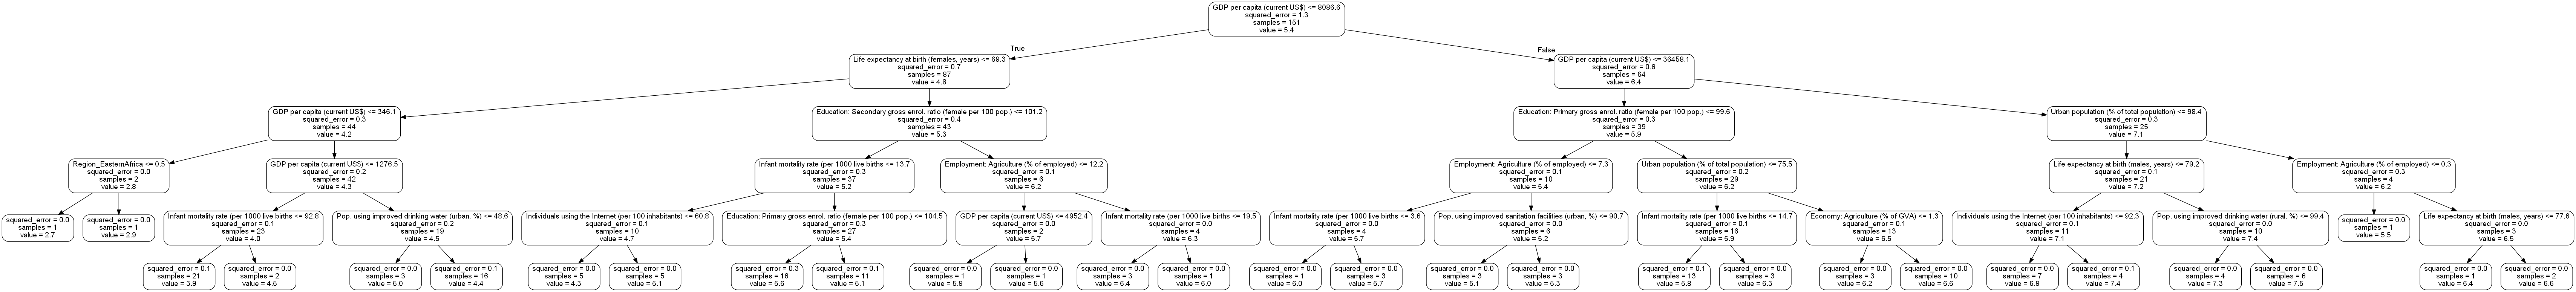 GDP per capita (current US$) <= 8086.6
squared_error = 1.3
samples = 151
value = 5.4
True
False
Life expectancy at birth (females, years) <= 69.3
squared_error = 0.7
samples = 87
value = 4.8
GDP per capita (current US$) <= 36458.1
squared_error = 0.6
samples = 64
value = 6.4
GDP per capita (current US$) <= 346.1
squared_error = 0.3
samples = 44
value = 4.2
Education: Secondary gross enrol. ratio (female per 100 pop.) <= 101.2
squared_error = 0.4
samples = 43
value = 5.3
Education: Primary gross enrol. ratio (female per 100 pop.) <= 99.6
squared_error = 0.3
samples = 39
value = 5.9
Urban population (% of total population) <= 98.4
squared_error = 0.3
samples = 25
value = 7.1
Region_EasternAfrica <= 0.5
squared_error = 0.0
samples = 2
value = 2.8
GDP per capita (current US$) <= 1276.5
squared_error = 0.2
samples = 42
value = 4.3
Infant mortality rate (per 1000 live births <= 13.7
squared_error = 0.3
samples = 37
value = 5.2
Employment: Agriculture (% of employed) <= 12.2
squared_error = 0.1
samples = 6
value = 6.2
Employment: Agriculture (% of employed) <= 7.3
squared_error = 0.1
samples = 10
value = 5.4
Urban population (% of total population) <= 75.5
squared_error = 0.2
samples = 29
value = 6.2
Life expectancy at birth (males, years) <= 79.2
squared_error = 0.1
samples = 21
value = 7.2
Employment: Agriculture (% of employed) <= 0.3
squared_error = 0.3
samples = 4
value = 6.2
squared_error = 0.0
samples = 1
value = 2.7
squared_error = 0.0
samples = 1
value = 2.9
Infant mortality rate (per 1000 live births <= 92.8
squared_error = 0.1
samples = 23
value = 4.0
Pop. using improved drinking water (urban, %) <= 48.6
squared_error = 0.2
samples = 19
value = 4.5
Individuals using the Internet (per 100 inhabitants) <= 60.8
squared_error = 0.1
samples = 10
value = 4.7
Education: Primary gross enrol. ratio (female per 100 pop.) <= 104.5
squared_error = 0.3
samples = 27
value = 5.4
GDP per capita (current US$) <= 4952.4
squared_error = 0.0
samples = 2
value = 5.7
Infant mortality rate (per 1000 live births <= 19.5
squared_error = 0.0
samples = 4
value = 6.3
Infant mortality rate (per 1000 live births <= 3.6
squared_error = 0.0
samples = 4
value = 5.7
Pop. using improved sanitation facilities (urban, %) <= 90.7
squared_error = 0.0
samples = 6
value = 5.2
Infant mortality rate (per 1000 live births <= 14.7
squared_error = 0.1
samples = 16
value = 5.9
Economy: Agriculture (% of GVA) <= 1.3
squared_error = 0.1
samples = 13
value = 6.5
Individuals using the Internet (per 100 inhabitants) <= 92.3
squared_error = 0.1
samples = 11
value = 7.1
Pop. using improved drinking water (rural, %) <= 99.4
squared_error = 0.0
samples = 10
value = 7.4
squared_error = 0.0
samples = 1
value = 5.5
Life expectancy at birth (males, years) <= 77.6
squared_error = 0.0
samples = 3
value = 6.5
squared_error = 0.1
samples = 21
value = 3.9
squared_error = 0.0
samples = 2
value = 4.5
squared_error = 0.0
samples = 3
value = 5.0
squared_error = 0.1
samples = 16
value = 4.4
squared_error = 0.0
samples = 5
value = 4.3
squared_error = 0.0
samples = 5
value = 5.1
squared_error = 0.3
samples = 16
value = 5.6
squared_error = 0.1
samples = 11
value = 5.1
squared_error = 0.0
samples = 1
value = 5.9
squared_error = 0.0
samples = 1
value = 5.6
squared_error = 0.0
samples = 3
value = 6.4
squared_error = 0.0
samples = 1
value = 6.0
squared_error = 0.0
samples = 1
value = 6.0
squared_error = 0.0
samples = 3
value = 5.7
squared_error = 0.0
samples = 3
value = 5.1
squared_error = 0.0
samples = 3
value = 5.3
squared_error = 0.1
samples = 13
value = 5.8
squared_error = 0.0
samples = 3
value = 6.3
squared_error = 0.0
samples = 3
value = 6.2
squared_error = 0.0
samples = 10
value = 6.6
squared_error = 0.0
samples = 7
value = 6.9
squared_error = 0.1
samples = 4
value = 7.4
squared_error = 0.0
samples = 4
value = 7.3
squared_error = 0.0
samples = 6
value = 7.5
squared_error = 0.0
samples = 1
value = 6.4
squared_error = 0.0
samples = 2
value = 6.6